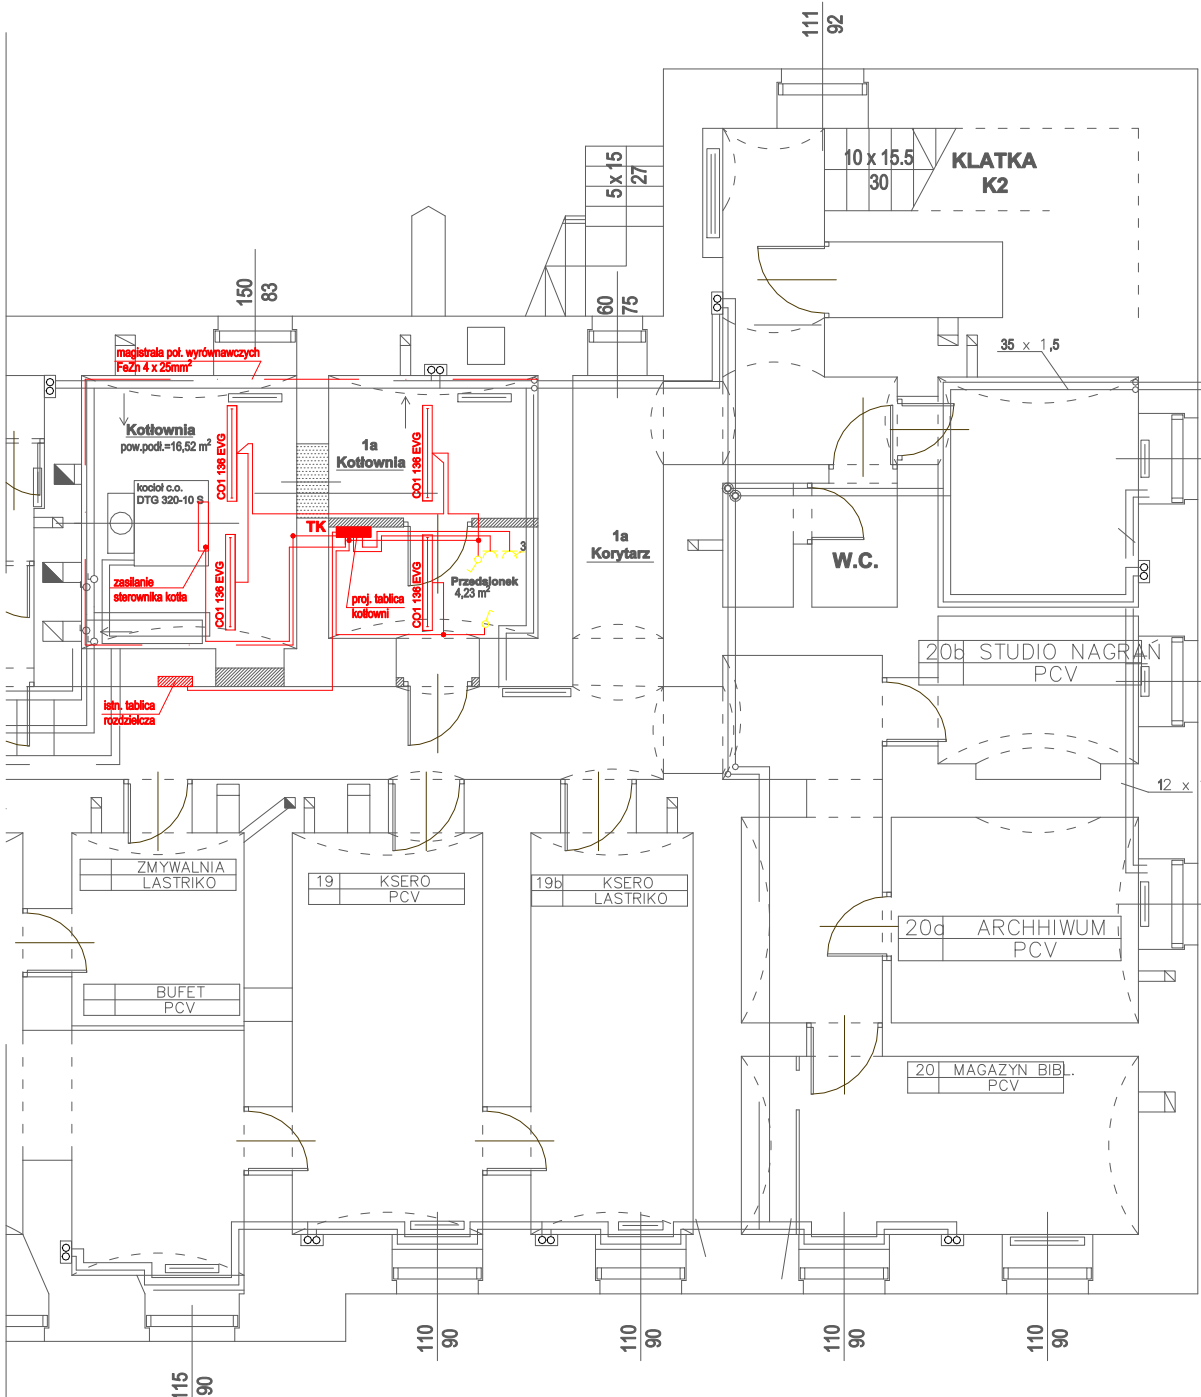 111
92
10 x 15.5
30
KLATKA
K2
5 x 15
27
150
83
60
75
35 x 1,5
magistrala poł. wyrównawczych
FeZn 4 x 25mm²
Kotłownia
pow.podł.=16,52 m²
CO1 136 EVG
1a
Kotłownia
CO1 136 EVG
kocioł c.o.
DTG 320-10 S
TK
3
1a
Korytarz
W.C.
CO1 136 EVG
CO1 136 EVG
zasilanie
sterownika kotła
proj. tablica
kotłowni
Przedsionek
4,23 m²
20b STUDIO NAGRAŃ
PCV
istn. tablica
rozdzielcza
12 x
ZMYWALNIA
LASTRIKO
19 KSERO
PCV
19b KSERO
LASTRIKO
20a ARCHHIWUM
PCV
BUFET
PCV
20 MAGAZYN BIBL.
PCV
110
90
110
90
110
90
110
90
115
90